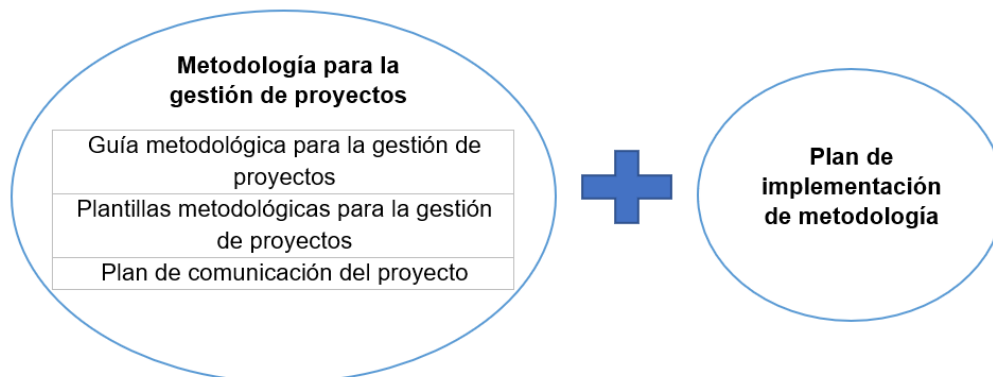 Metodología para la
gestión de proyectos
Guía metodológica para la gestión de
proyectos
Plantillas metodológicas para la gestión
de proyectos
Plan de comunicación del proyecto
Plan de
implementación
de metodología